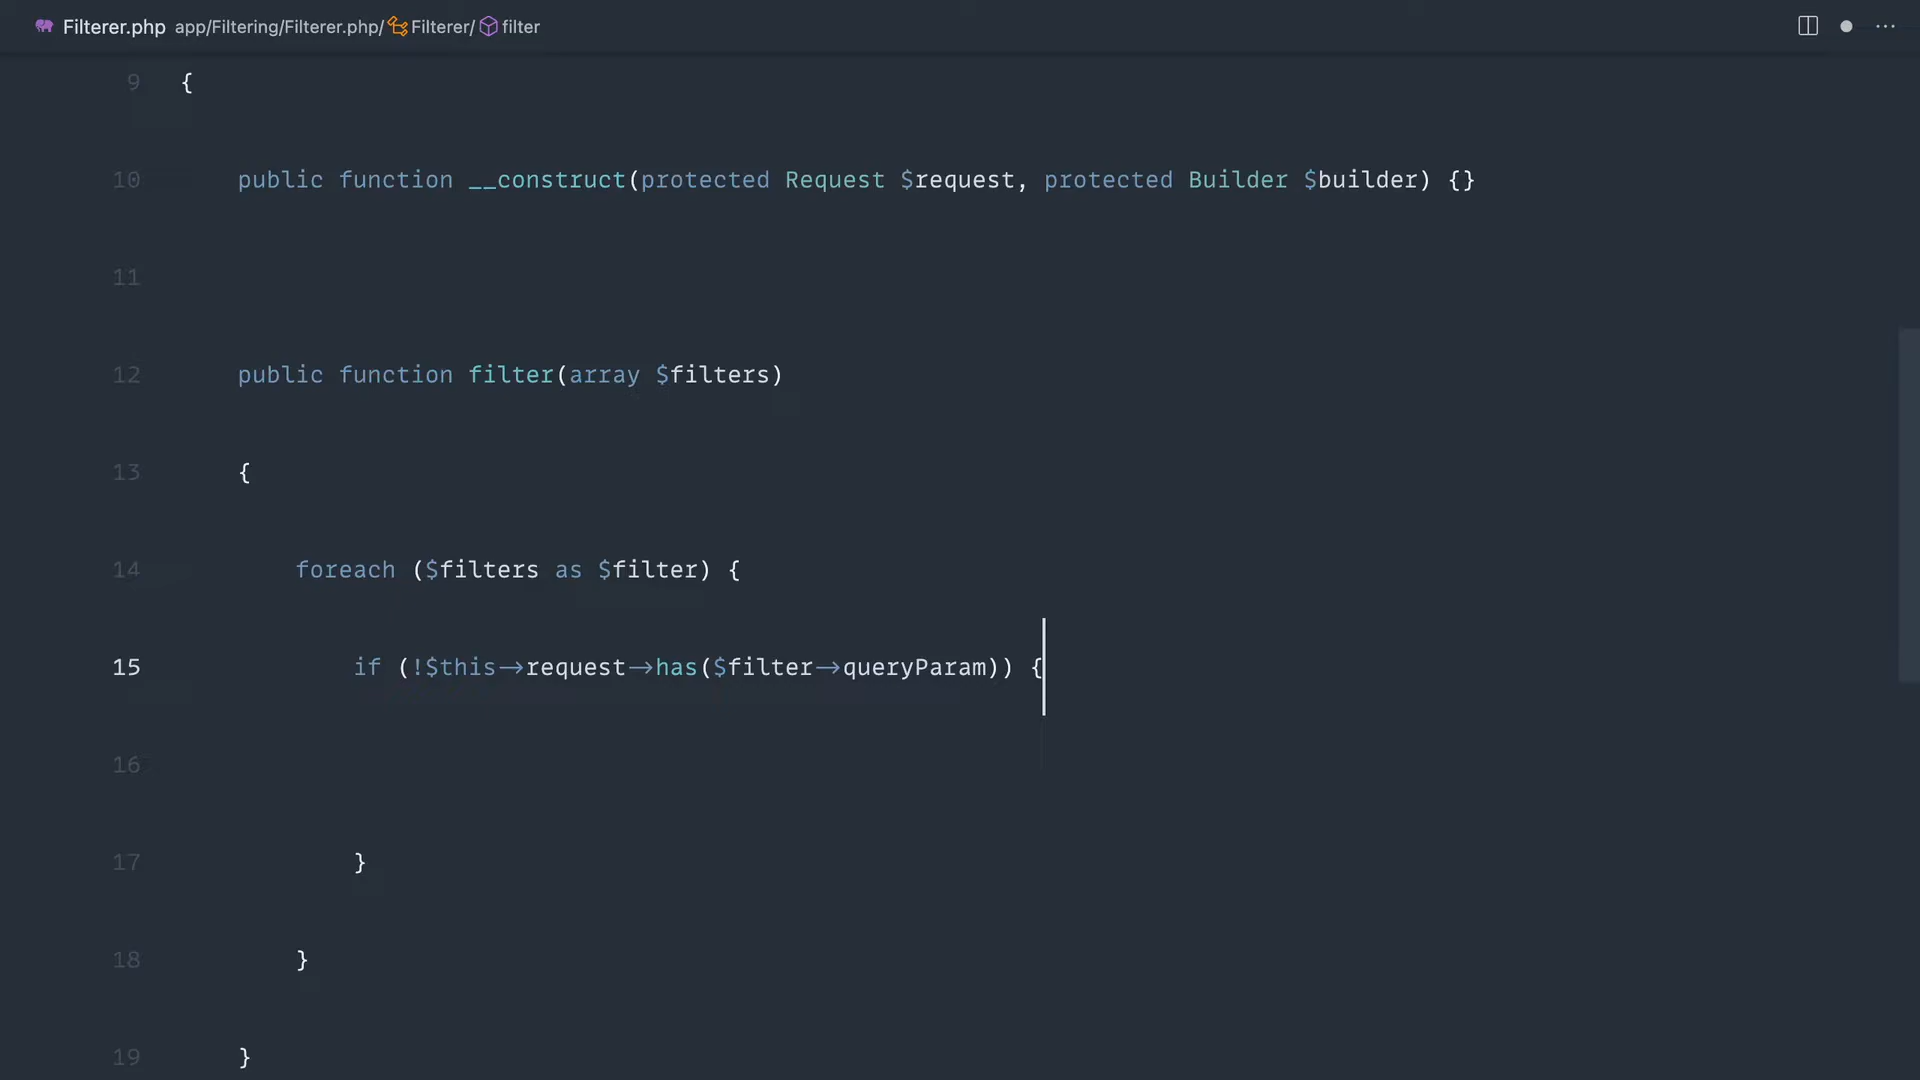 Filterer.php app/Filtering/Filterer.php/ Filterer/ filter
9 {
10 public function __construct(protected Request $request, protected Builder $builder) {}
11
12 public function filter(array $filters)
13 {
14 foreach ($filters as $filter) {
15 if (!$this->request->has($filter->queryParam)) {
16
17 }
18 }
19 }